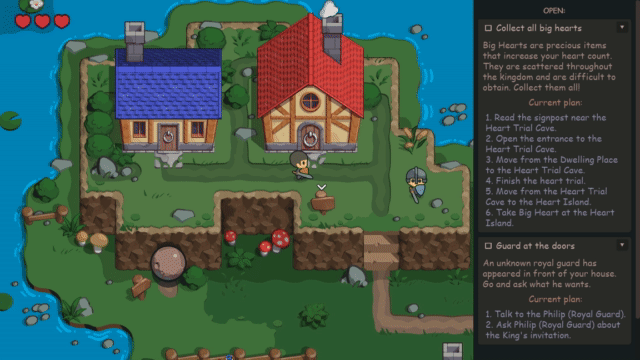 OPEN:
Collect all big hearts
Big Hearts are precious items
that increase your heart count.
They are scattered throughout
the kingdom and are difficult to
obtain. Collect them all!
Current plan:
1. Read the signpost near the
Heart Trial Cave.
2. Open the entrance to the
Heart Trial Cave.
3. Move from the Dwelling Place
to the Heart Trial Cave.
4. Finish the heart trial.
5. Move from the Heart Trial
Cave to the Heart Island.
6. Take Big Heart at the Heart
Island.
Guard at the doors
An unknown royal guard has
appeared in front of your house.
Go and ask what he wants.
Current plan:
1. Talk to the Philip (Royal Guard).
2. Ask Philip (Royal Guard) about
the King's invitation.